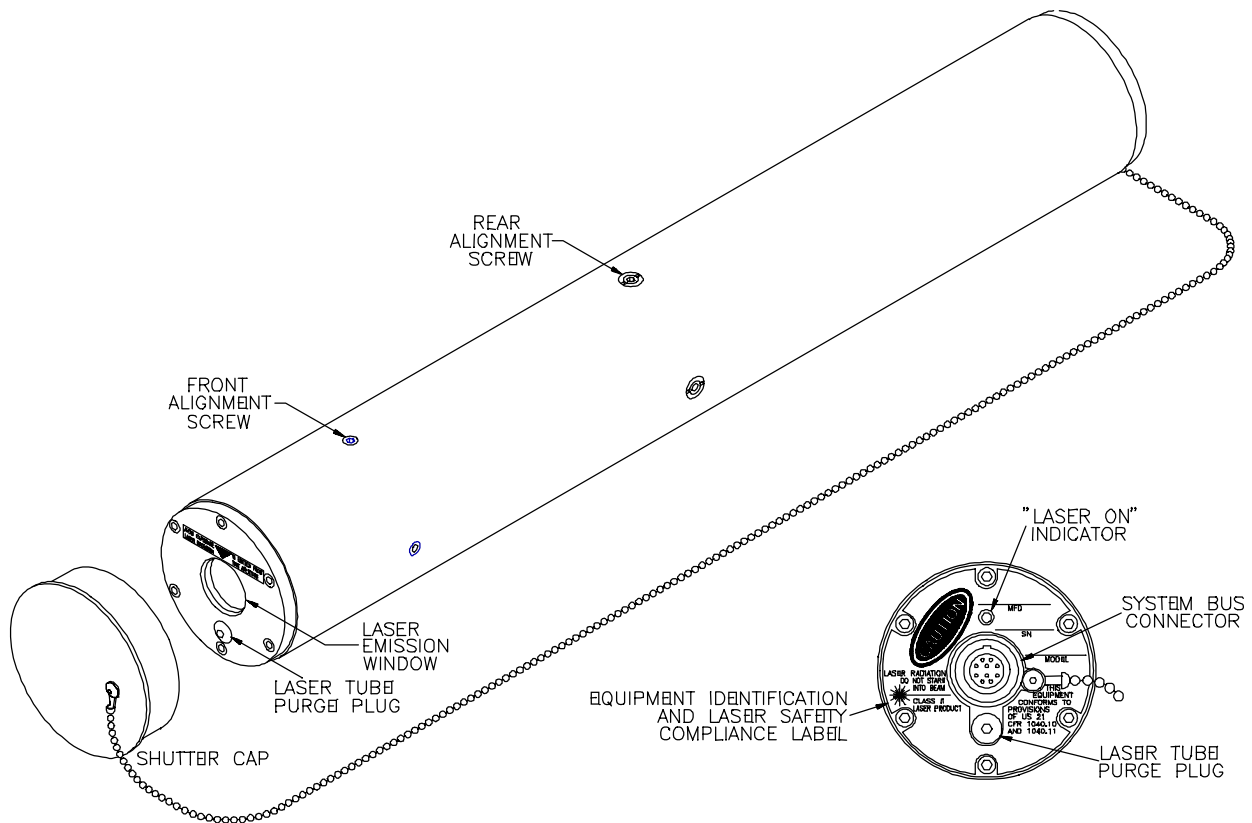 REAR
ALIGNMENT
SCREW
FRONT
ALIGNMENT
SCREW
LASER
EMISSION
WINDOW
LASER TUBE
PURGE PLUG
SHUTTER CAP
"LASER ON"
INDICATOR
SYSTEM BUS
CONNECTOR
EQUIPMENT IDENTIFICATION
AND LASER SAFETY
COMPLIANCE LABEL
LASER TUBE
PURGE PLUG
CAUTION
MFD
SN
MODEL
LASER RADIATION
DO NOT STARE
INTO BEAM
CLASS II
LASER PRODUCT
THIS
EQUIPMENT
CONFORMS TO
PROVISIONS
OF US 21
CFR 1040.10
AND 1040.11